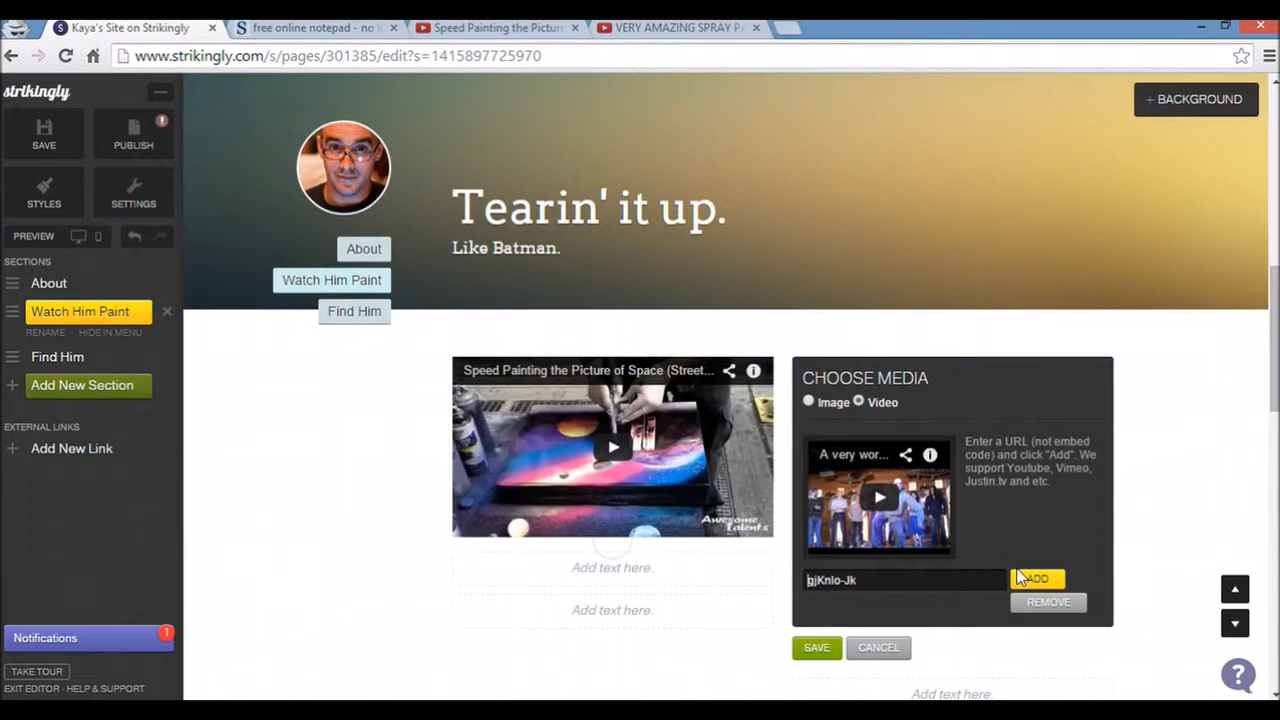 Kaya's Site on Strikingly
free online notepad - no l
Speed Painting the Pictur
VERY AMAZING SPRAY P
www.strikingly.com/s/pages/301385/edit?s=1415897725970
strikingly
SAVE
PUBLISH
STYLES
SETTINGS
PREVIEW
SECTIONS
About
Watch Him Paint
RENAME - HIDE IN MENU
Find Him
Add New Section
EXTERNAL LINKS
Add New Link
Notifications
1
TAKE TOUR
EXIT EDITOR - HELP & SUPPORT
+ BACKGROUND
Tearin' it up.
Like Batman.
About
Watch Him Paint
Find Him
Speed Painting the Picture of Space (Street...
Awesome
Talents
Add text here.
Add text here.
CHOOSE MEDIA
Image Video
A very wor...
Enter a URL (not embed
code) and click "Add". We
support Youtube, Vimeo,
Justin.tv and etc.
gjKnlo-Jk
ADD
REMOVE
SAVE
CANCEL
Add text here.